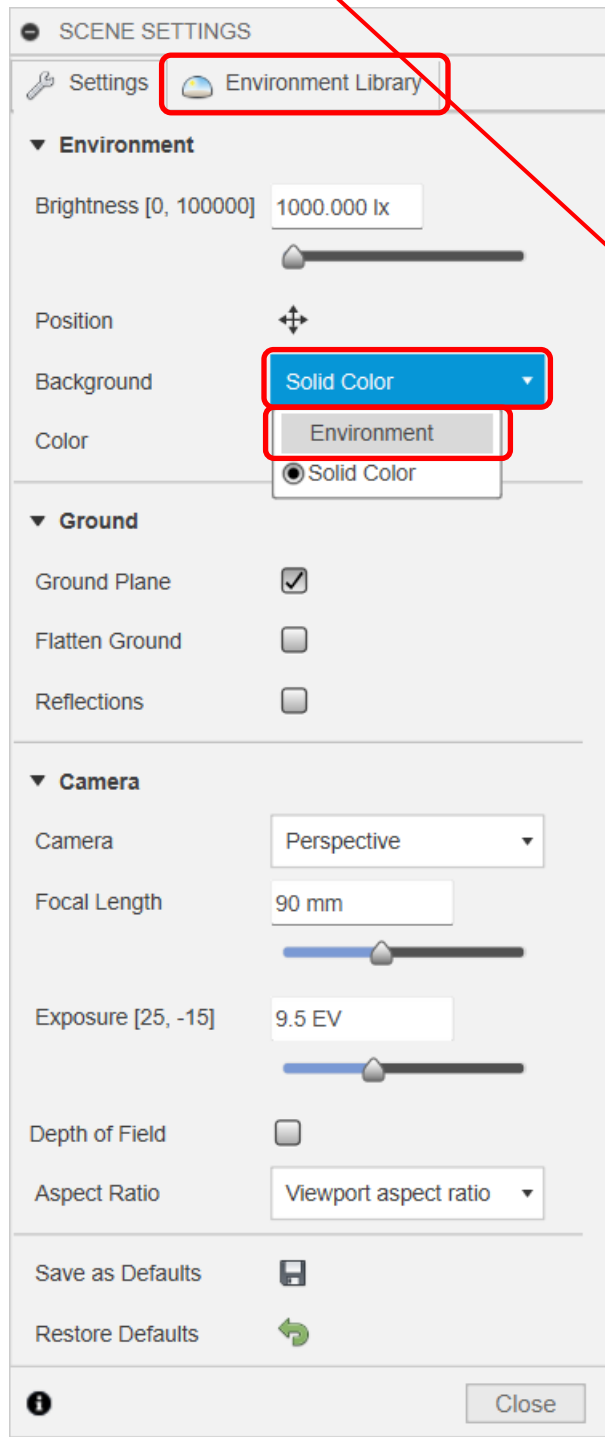 SCENE SETTINGS
Settings Environment Library
Environment
Brightness [0, 100000] 1000.000 lx
Position
Background Solid Color
Color Environment
Solid Color
Ground
Ground Plane
Flatten Ground
Reflections
Camera
Camera Perspective
Focal Length 90 mm
Exposure [25, -15] 9.5 EV
Depth of Field
Aspect Ratio Viewport aspect ratio
Save as Defaults
Restore Defaults
Close